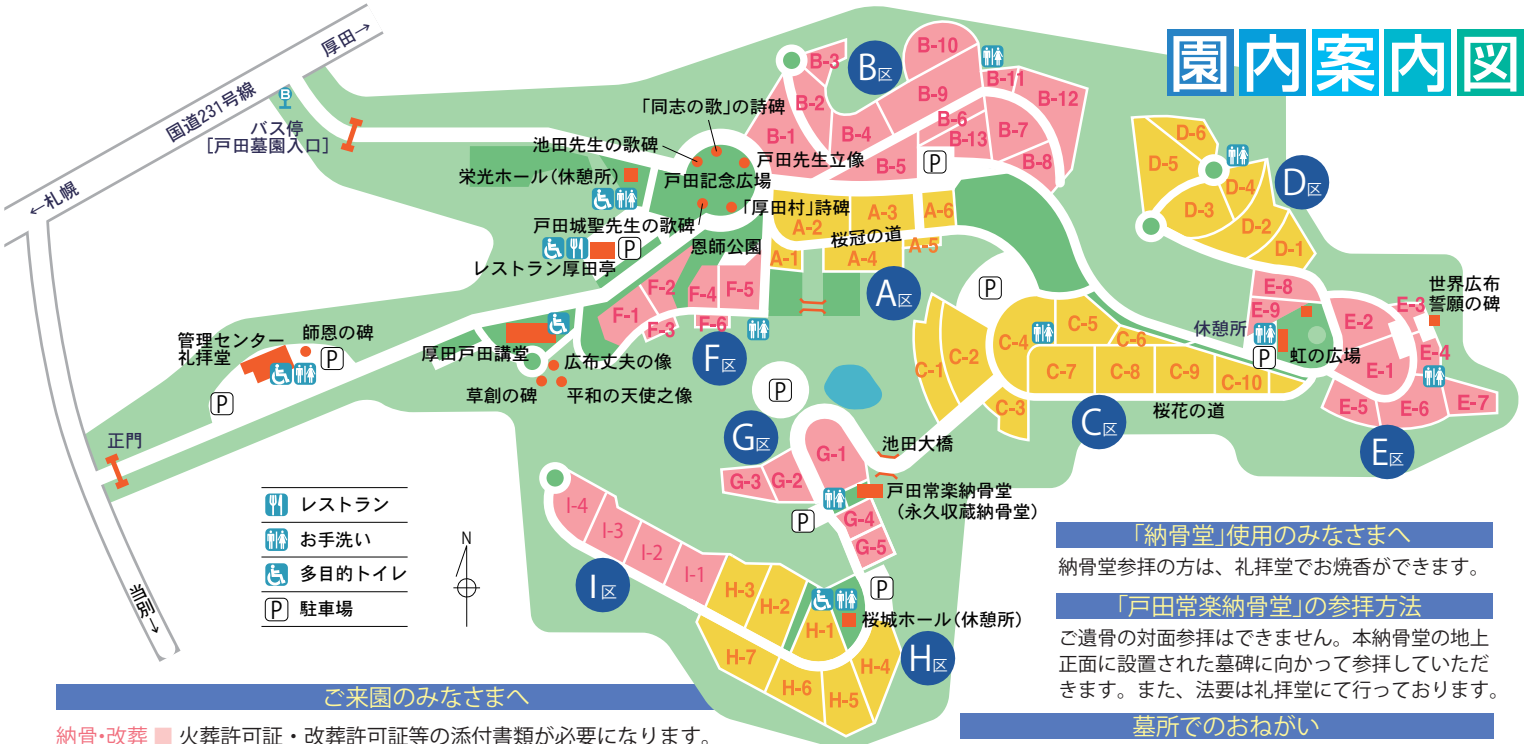 園内案内図
厚田→
国道231号線
←札幌
当別→
B
バス停
[戸田墓園入口]
「同志の歌」の詩碑
池田先生の歌碑
戸田先生立像
栄光ホール(休憩所)
戸田記念広場
「厚田村」詩碑
戸田城聖先生の歌碑
恩師公園
P
レストラン厚田亭
厚田戸田講堂
広布丈夫の像
草創の碑
平和の天使之像
管理センター
礼拝堂
師恩の碑
P
P
正門
B区
B-10
B-3
B-11
B-2
B-9
B-12
B-6
B-1
B-4
B-13
B-7
B-5
P
B-8
A-3
A-6
A-2
桜冠の道
A-5
A-1
A-4
A区
F-2
F-4
F-5
F-1
F-3
F-6
F区
D-6
D-5
D-4
D区
D-3
D-2
D-1
P
C-5
C-4
C-6
C-2
C-1
C-7
C-8
C-9
C-10
C-3
桜花の道
C区
E-8
E-9
E-3
世界広布
誓願の碑
休憩所
E-2
P
虹の広場
E-4
E-1
E-5
E-6
E-7
E区
P
G区
G-1
池田大橋
G-3
G-2
戸田常楽納骨堂
(永久収蔵納骨堂)
P
G-4
G-5
I-4
I-3
I-2
I-1
I区
H-3
H-2
P
H-1
桜城ホール(休憩所)
H-7
H-4
H-6
H-5
H区
レストラン
お手洗い
多目的トイレ
P 駐車場
N
「納骨堂」使用のみなさまへ
納骨堂参拝の方は、礼拝堂でお焼香ができます。
「戸田常楽納骨堂」の参拝方法
ご遺骨の対面参拝はできません。本納骨堂の地上
正面に設置された墓碑に向かって参拝していただ
きます。また、法要は礼拝堂にて行っております。
ご来園のみなさまへ
納骨・改葬 火葬許可証・改葬許可証等の添付書類が必要になります。
墓所でのおねがい